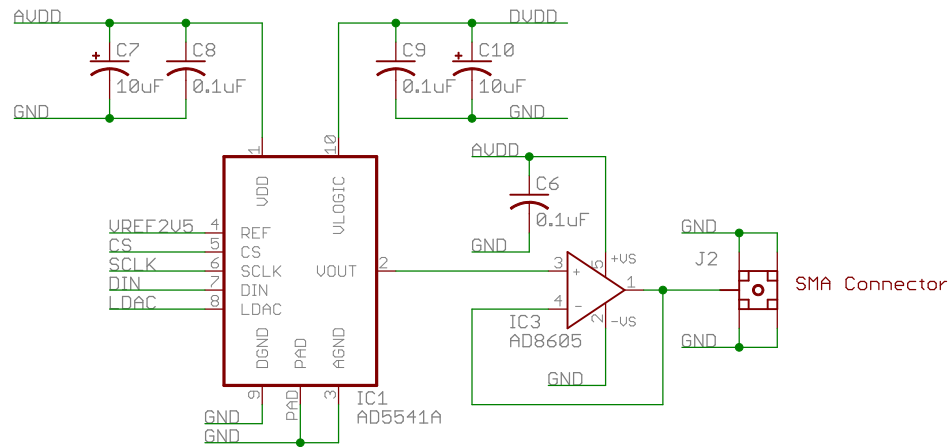 AVDD
DVDD
C7
10uF
C8
0.1uF
C9
0.1uF
C10
10uF
GND
GND
1
10
VDD
VLOGIC
AVDD
C6
0.1uF
GND
VREF2V5
CS
SCLK
DIN
LDAC
4
5
6
7
8
REF
CS
SCLK
DIN
LDAC
VOUT
2
3
4
+
-
5
+VS
1
2
-VS
IC3
AD8605
GND
GND
J2
SMA Connector
GND
DGND
PAD
AGND
9
PAD
3
IC1
AD5541A
GND
GND